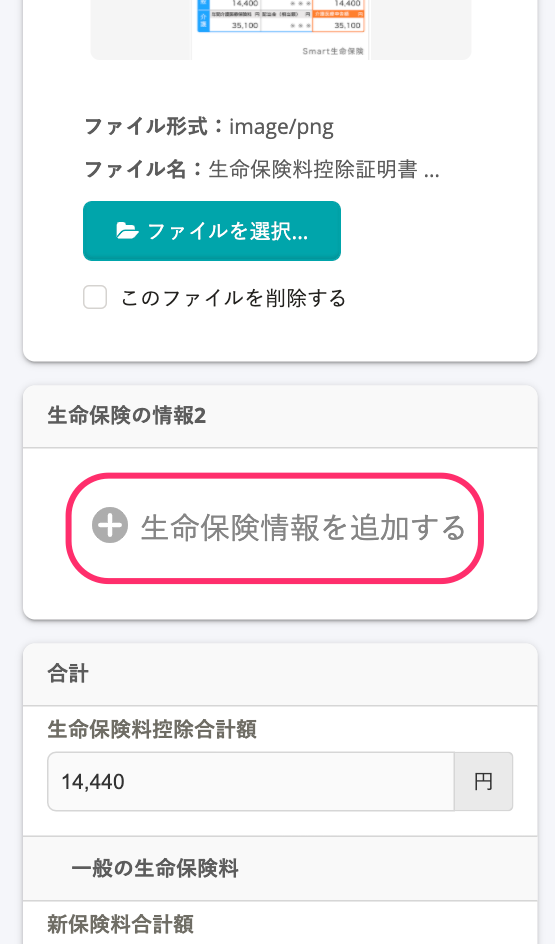 14,400 14,400
介護
35,100 35,100
Smart生命保険
ファイル形式：image/png
ファイル名：生命保険料控除証明書 ...
ファイルを選択...
このファイルを削除する
生命保険の情報2
生命保険情報を追加する
合計
生命保険料控除合計額
14,440 円
一般の生命保険料
新保険料合計額